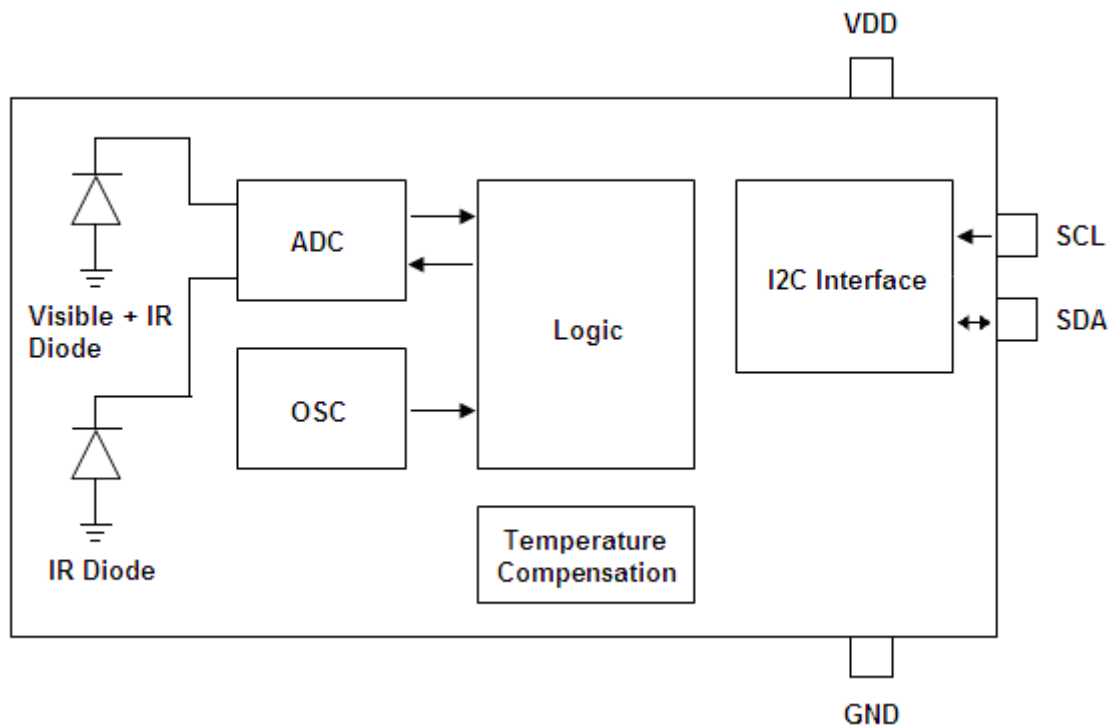 VDD
ADC
Logic
I2C Interface
SCL
SDA
Visible + IR
Diode
OSC
IR Diode
Temperature
Compensation
GND